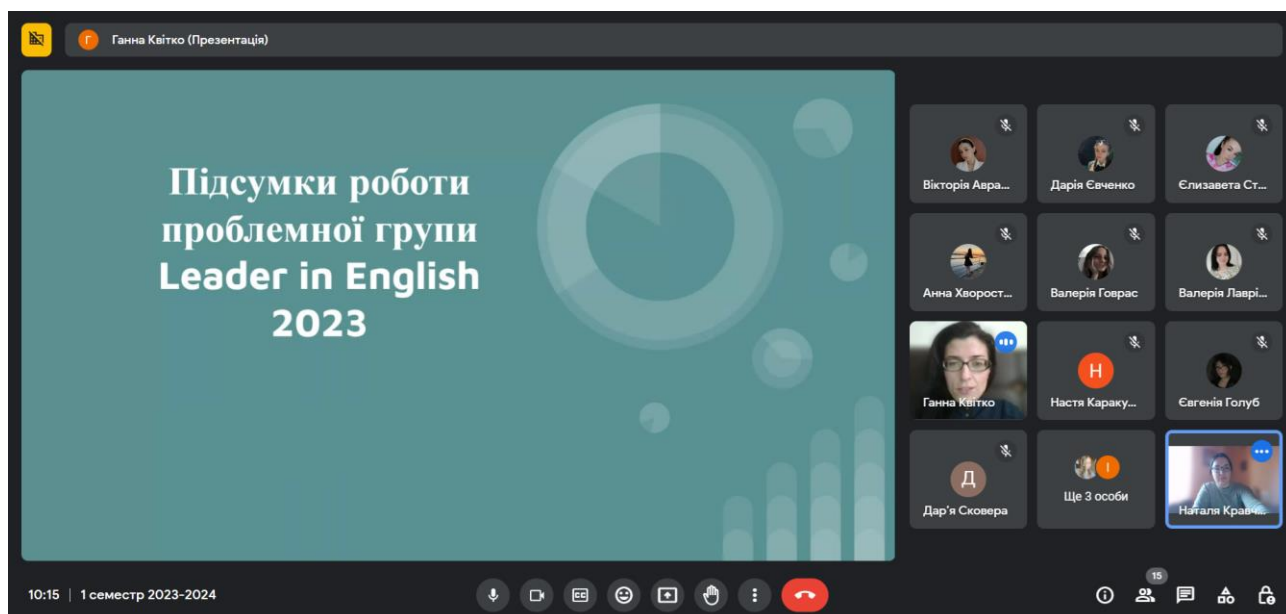 Ганна Квітко (Презентація)
Підсумки роботи
проблемної групи
Leader in English
2023
Вікторія Авра...
Дарія Євченко
Єлизавета Ст...
Анна Хворост...
Валерія Говрас
Валерія Лаврі...
Ганна Квітко
Н
Настя Караку...
Євгенія Голуб
Д
Дар'я Сковера
І
Ще 3 особи
Наталя Кравч...
10:15 | 1 семестр 2023-2024
CC
15